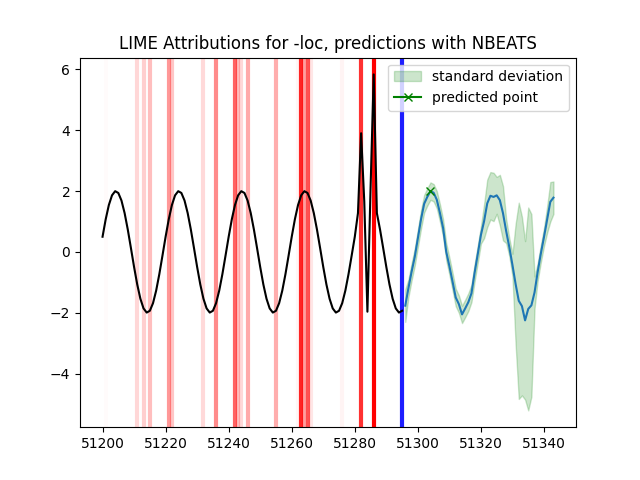 LIME Attributions for -loc, predictions with NBEATS
standard deviation
predicted point
6
4
2
0
−2
−4
51200 51220 51240 51260 51280 51300 51320 51340